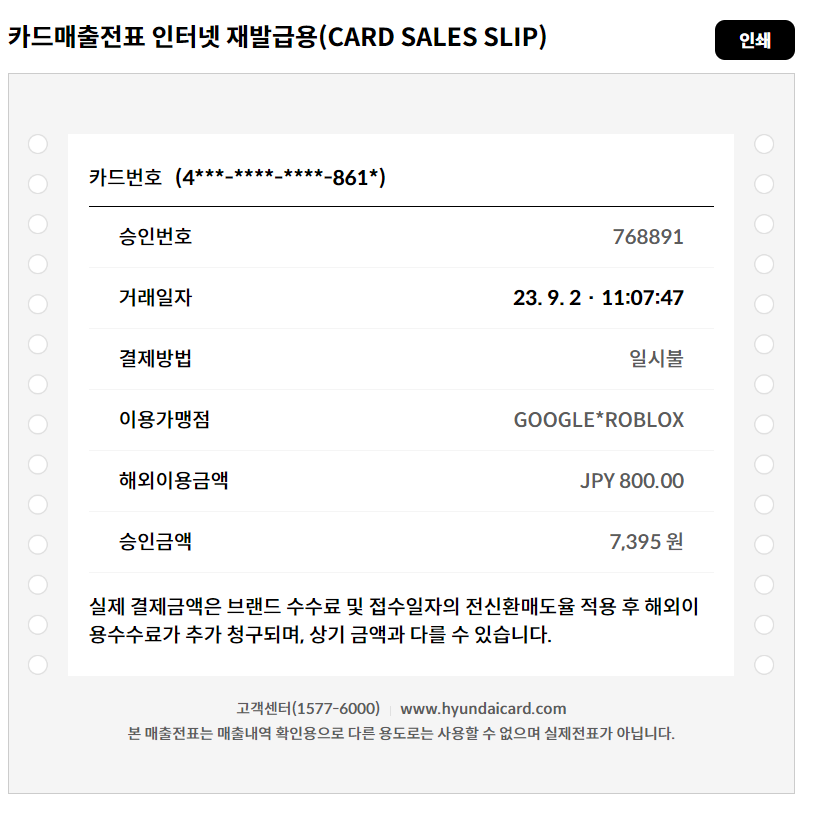 카드매출전표 인터넷 재발급용(CARD SALES SLIP)
인쇄
카드번호 (4***-****-****-861*)
승인번호 768891
거래일자 23. 9. 2 · 11:07:47
결제방법 일시불
이용가맹점 GOOGLE*ROBLOX
해외이용금액 JPY 800.00
승인금액 7,395 원
실제 결제금액은 브랜드 수수료 및 접수일자의 전신환매도율 적용 후 해외이
용수수료가 추가 청구되며, 상기 금액과 다를 수 있습니다.
고객센터(1577-6000) | www.hyundaicard.com
본 매출전표는 매출내역 확인용으로 다른 용도로는 사용할 수 없으며 실제전표가 아닙니다.